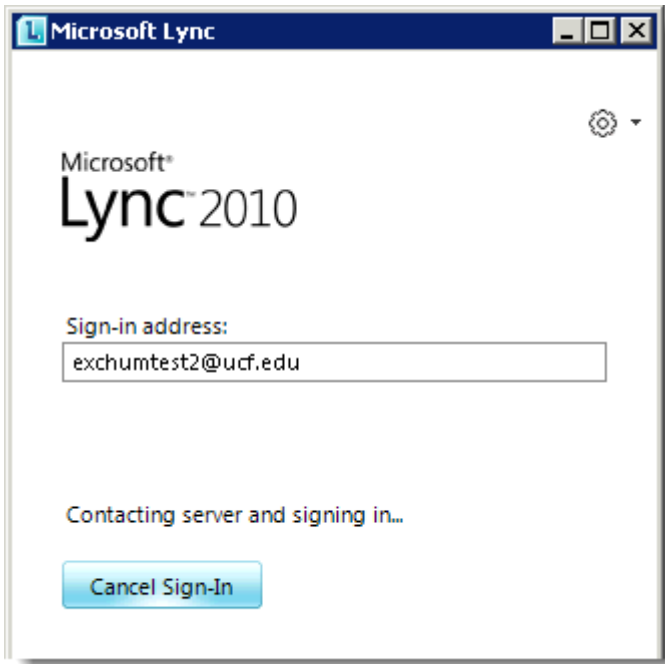 Microsoft Lync
Microsoft®
Lync™ 2010
Sign-in address:
exchumtest2@ucf.edu
Contacting server and signing in...
Cancel Sign-In